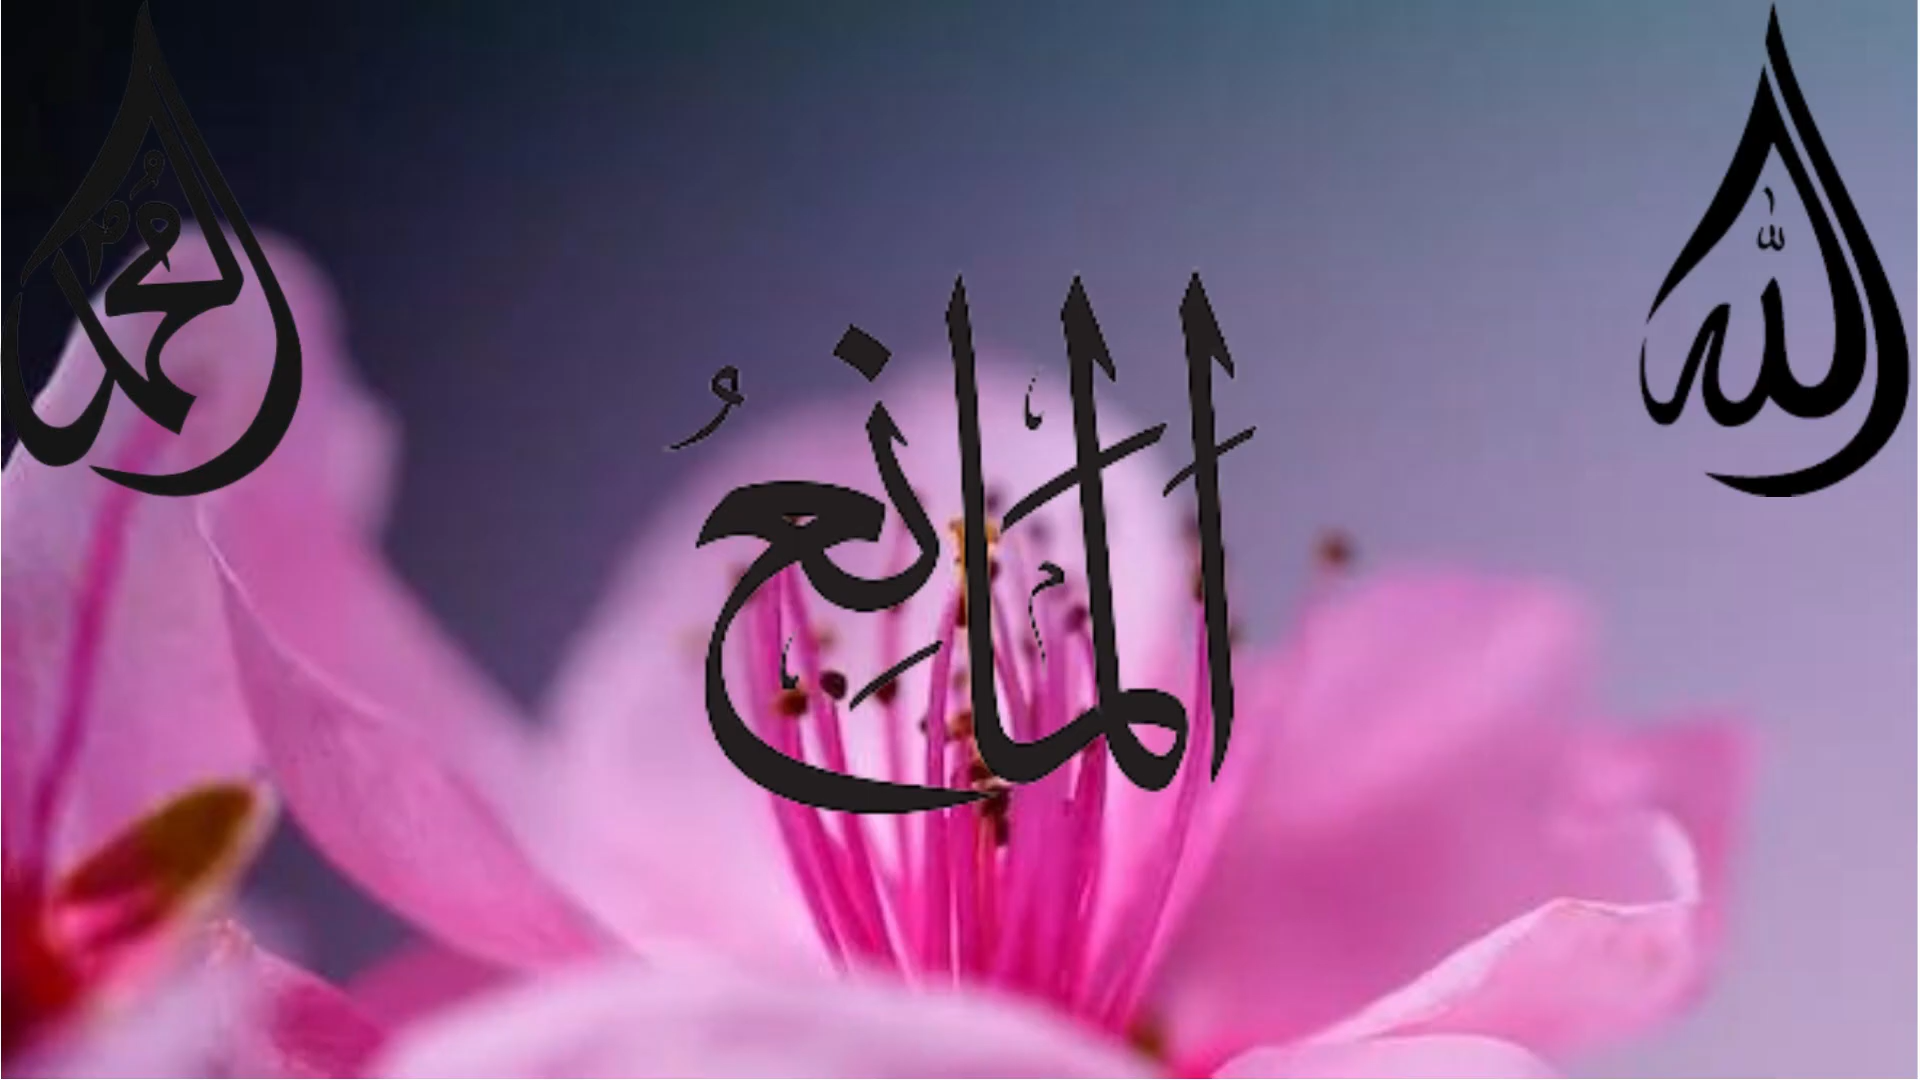 الله
محمد
المانع